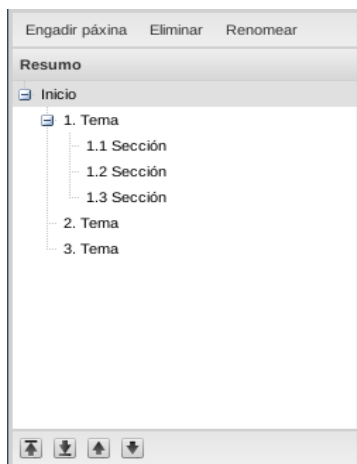 Engadir páxina Eliminar Renomear
Resumo
Inicio
1. Tema
1.1 Sección
1.2 Sección
1.3 Sección
2. Tema
3. Tema